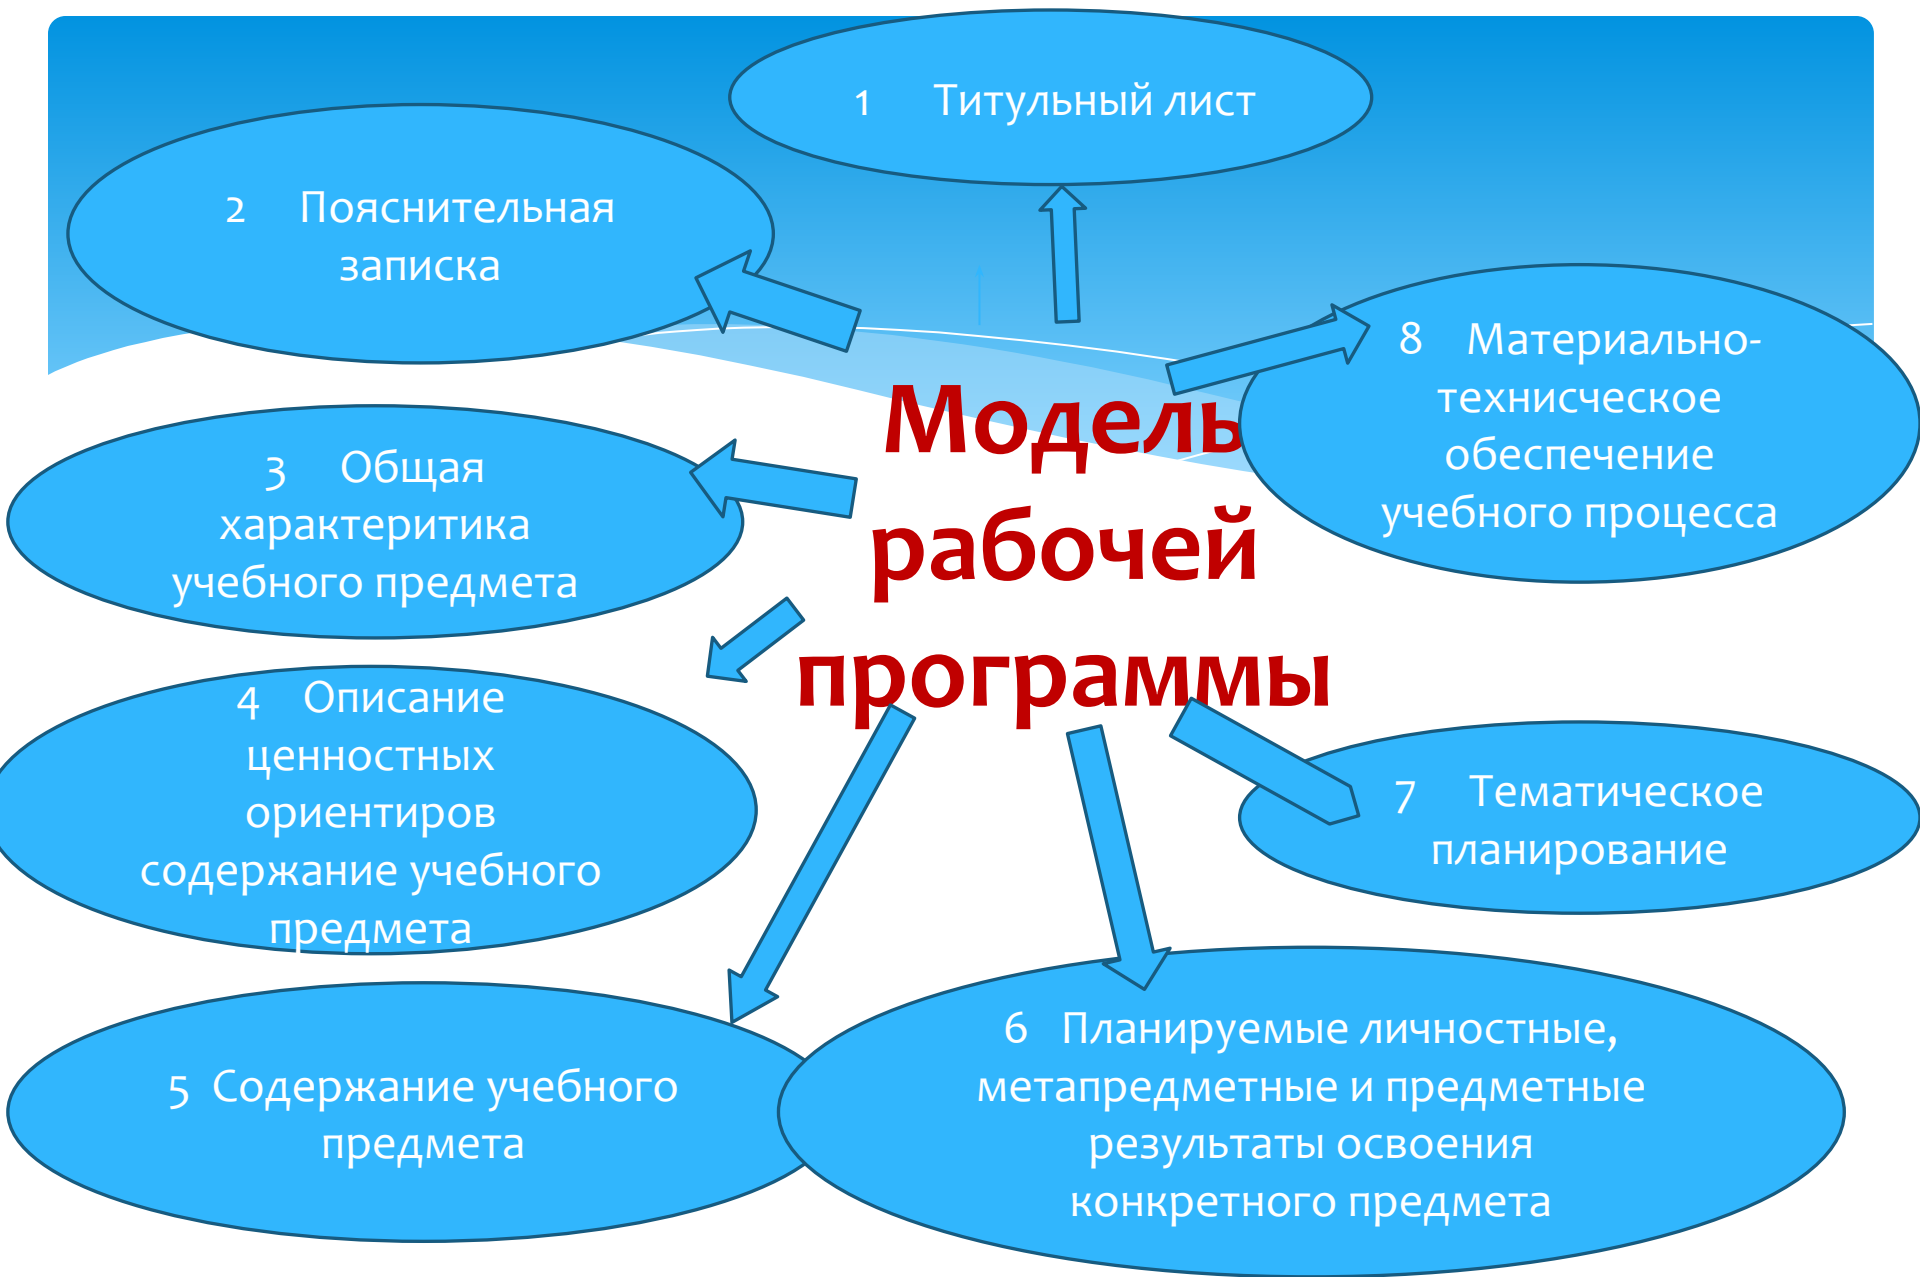 Модель
рабочей
программы
1 Титульный лист
2 Пояснительная
записка
3 Общая
характеритика
учебного предмета
4 Описание
ценностных
ориентиров
содержание учебного
предмета
5 Содержание учебного
предмета
6 Планируемые личностные,
метапредметные и предметные
результаты освоения
конкретного предмета
7 Тематическое
планирование
8 Материально-
технисческое
обеспечение
учебного процесса